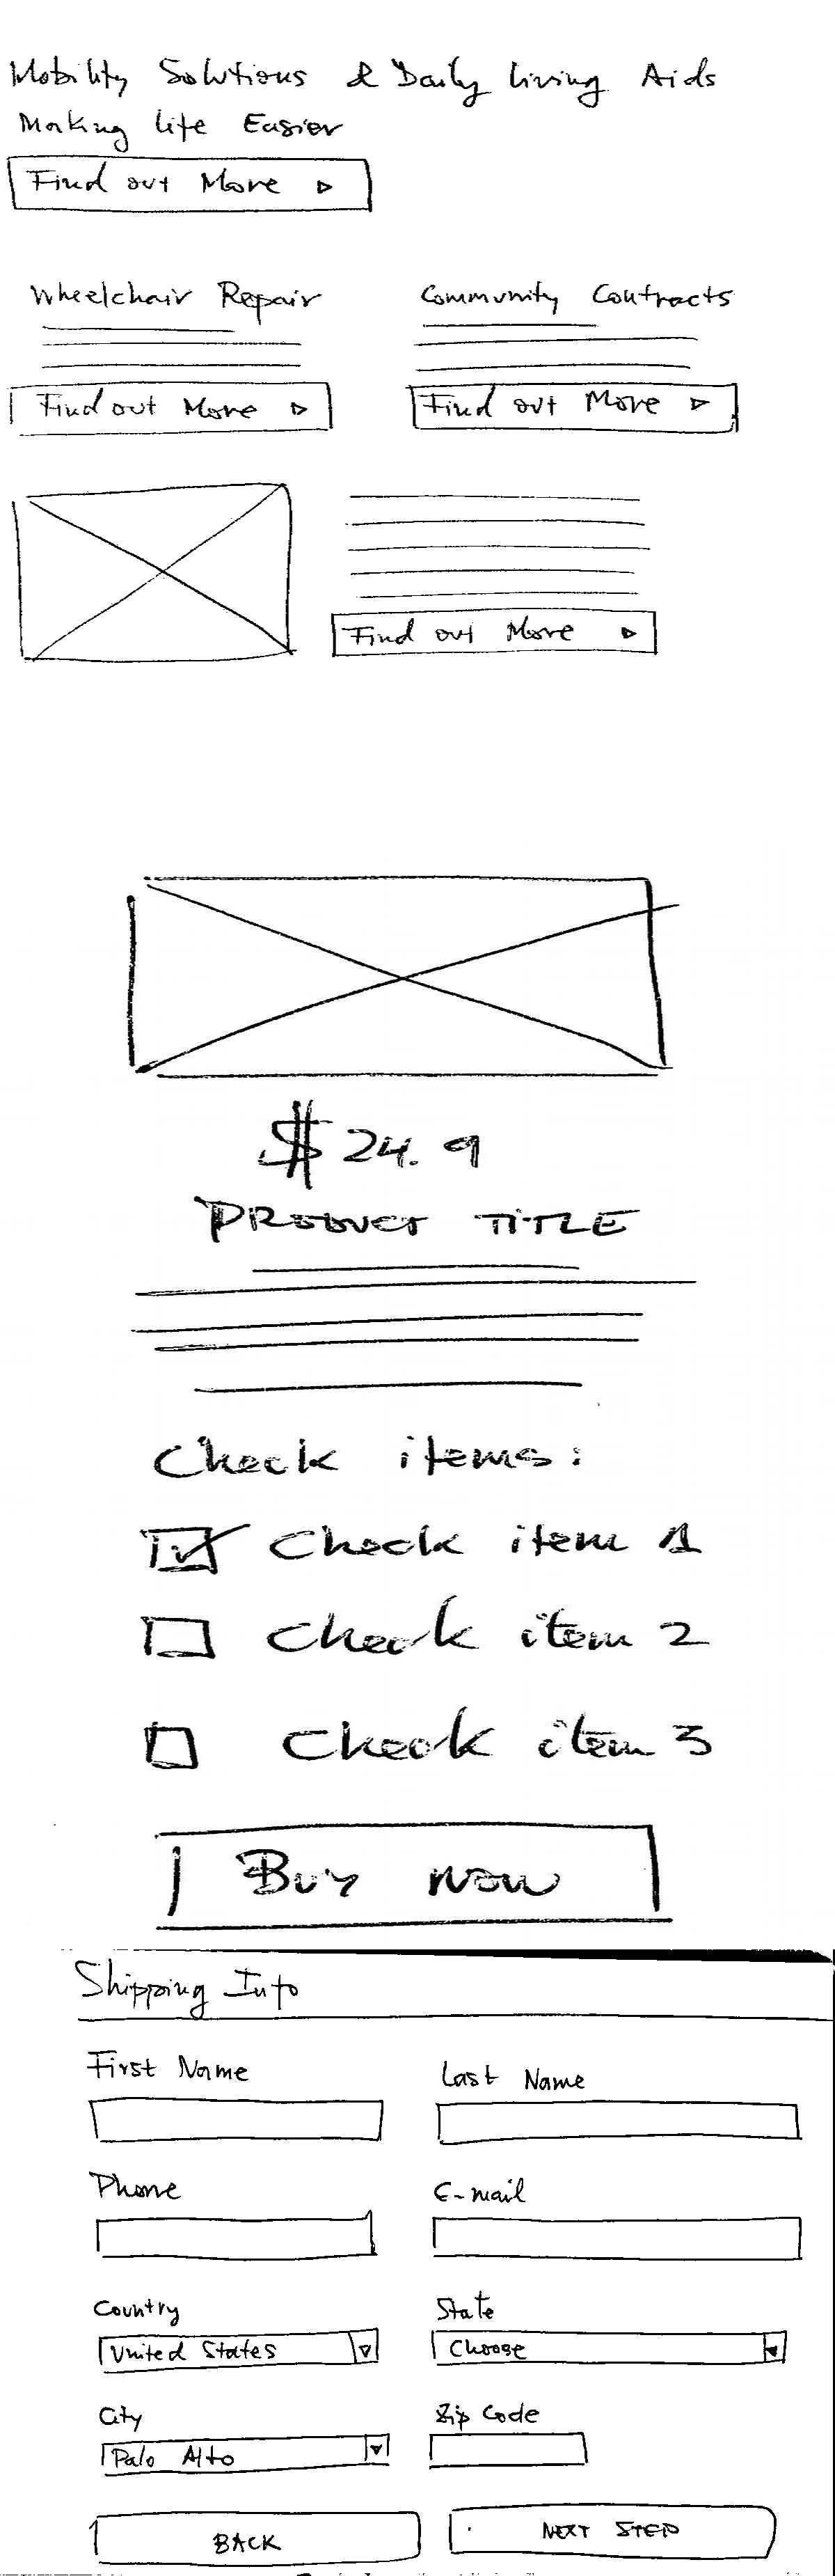 Mobility Solutions & Daily Living Aids
Making life Easier
Find out More
Wheelchair Repair
Community Contracts
Find out More
Find out More
Find out More
$ 24.9
PRODUCT TITLE
Check items:
Check item 1
Check item 2
Check item 3
Buy now
Shipping Info
First Name
Last Name
Phone
E-mail
Country
State
United States
Choose
City
Zip Code
Palo Alto
BACK
NEXT STEP